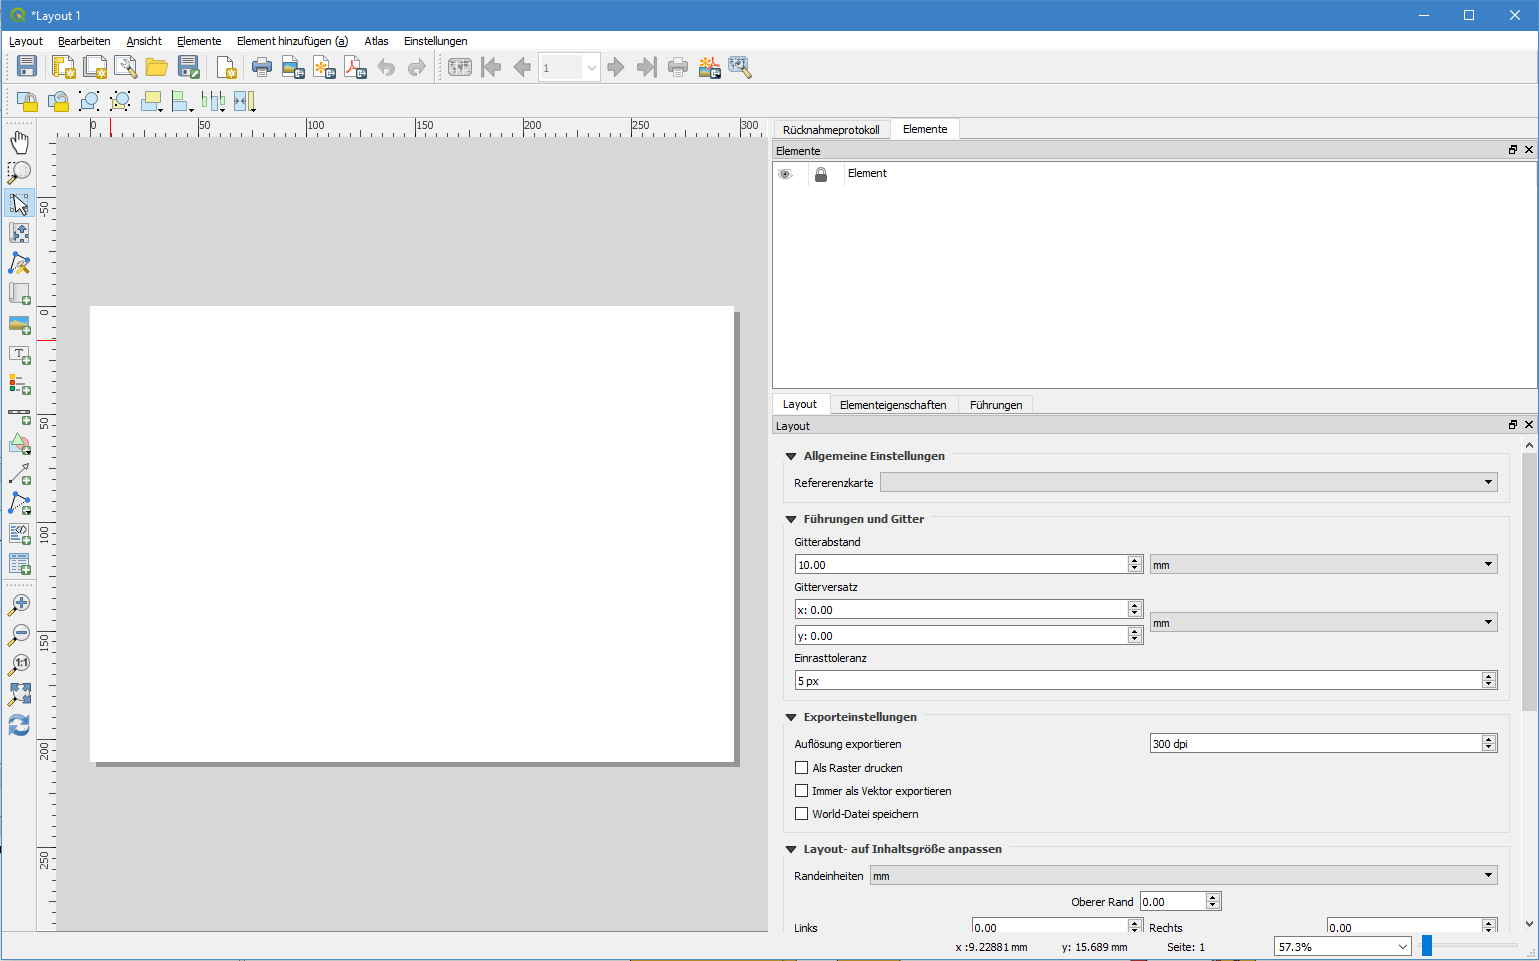 *Layout 1
Layout Bearbeiten Ansicht Elemente Element hinzufügen (a) Atlas Einstellungen
1
0 50 100 150 200 250 300
-50
0
50
100
150
200
250
T
1:1
Rücknahmeprotokoll Elemente
Elemente
Element
Layout Elementeigenschaften Führungen
Layout
Allgemeine Einstellungen
Refererenzkarte
Führungen und Gitter
Gitterabstand
10.00 mm
Gitterversatz
x: 0.00
mm
y: 0.00
Einrasttoleranz
5 px
Exporteinstellungen
Auflösung exportieren 300 dpi
Als Raster drucken
Immer als Vektor exportieren
World-Datei speichern
Layout- auf Inhaltsgröße anpassen
Randeinheiten mm
Oberer Rand 0.00
Links 0.00 Rechts 0.00
x :9.22881 mm y: 15.689 mm Seite: 1 57.3%